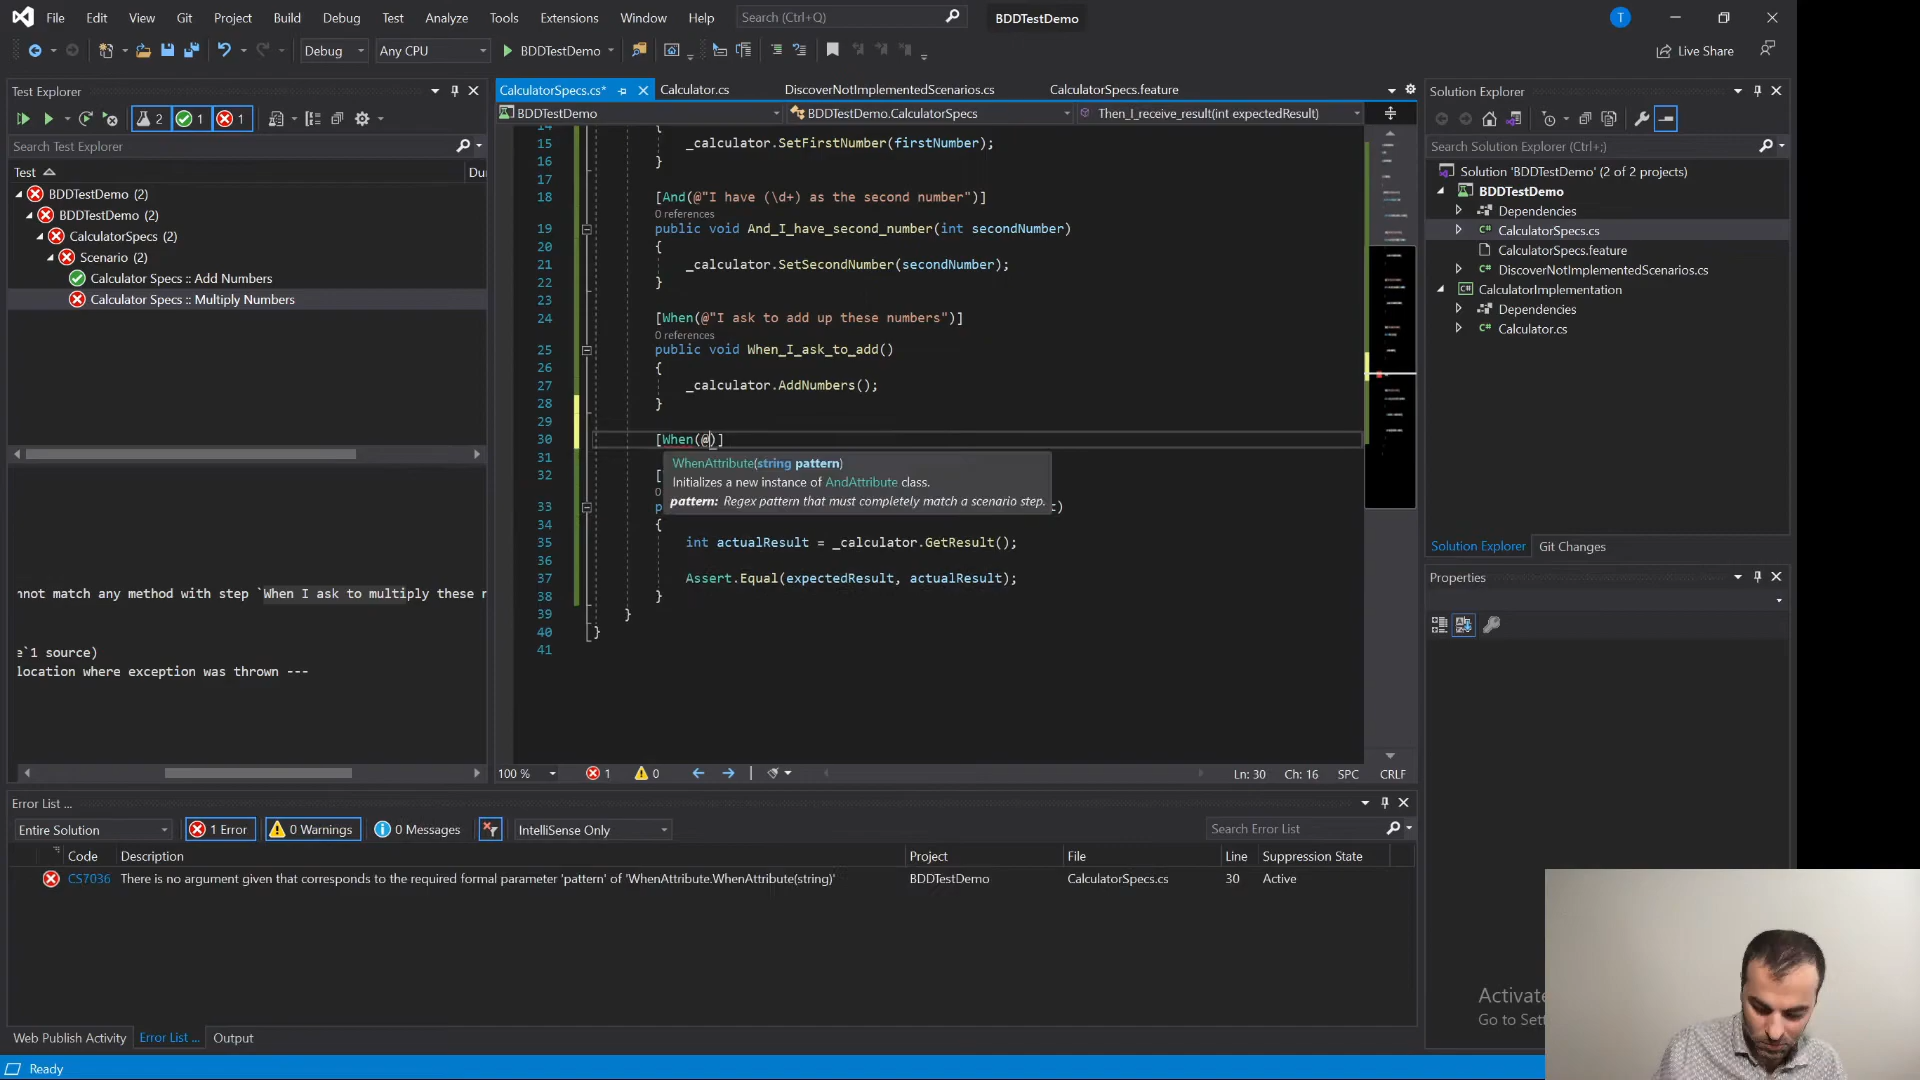 File Edit View Git Project Build Debug Test Analyze Tools Extensions Window Help Search (Ctrl+Q) BDDTestDemo T
Debug Any CPU BDDTestDemo Live Share
Test Explorer
2 1 1
Search Test Explorer
Test Du
BDDTestDemo (2)
BDDTestDemo (2)
CalculatorSpecs (2)
Scenario (2)
Calculator Specs :: Add Numbers
Calculator Specs :: Multiply Numbers
nnot match any method with step `When I ask to multiply these n
e`1 source)
location where exception was thrown ---
CalculatorSpecs.cs* Calculator.cs DiscoverNotImplementedScenarios.cs CalculatorSpecs.feature
BDDTestDemo BDDTestDemo.CalculatorSpecs Then_I_receive_result(int expectedResult)
14 {
15 _calculator.SetFirstNumber(firstNumber);
16 }
17
18 [And(@"I have (\d+) as the second number")]
0 references
19 public void And_I_have_second_number(int secondNumber)
20 {
21 _calculator.SetSecondNumber(secondNumber);
22 }
23
24 [When(@"I ask to add up these numbers")]
0 references
25 public void When_I_ask_to_add()
26 {
27 _calculator.AddNumbers();
28 }
29
30 [When(@)]
WhenAttribute(string pattern)
Initializes a new instance of AndAttribute class.
pattern: Regex pattern that must completely match a scenario step.
31
32 [
0
33 p t)
34 {
35 int actualResult = _calculator.GetResult();
36
37 Assert.Equal(expectedResult, actualResult);
38 }
39 }
40 }
41
100 % 1 0 Ln: 30 Ch: 16 SPC CRLF
Solution Explorer
Search Solution Explorer (Ctrl+;)
Solution 'BDDTestDemo' (2 of 2 projects)
BDDTestDemo
Dependencies
CalculatorSpecs.cs
CalculatorSpecs.feature
DiscoverNotImplementedScenarios.cs
CalculatorImplementation
Dependencies
Calculator.cs
Solution Explorer Git Changes
Properties
Error List ...
Entire Solution 1 Error 0 Warnings 0 Messages IntelliSense Only Search Error List
Code Description Project File Line Suppression State
CS7036 There is no argument given that corresponds to the required formal parameter 'pattern' of 'WhenAttribute.WhenAttribute(string)' BDDTestDemo CalculatorSpecs.cs 30 Active
Activate
Go to Set
Web Publish Activity Error List ... Output
Ready